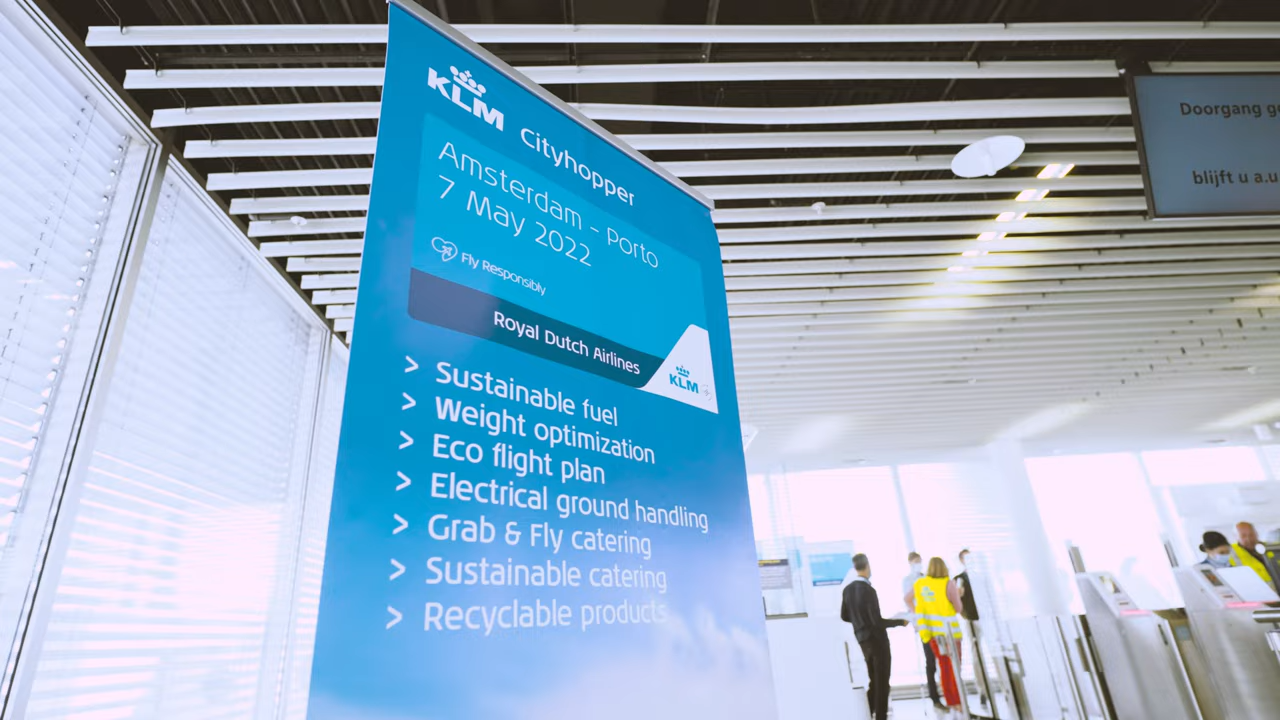 KLM Cityhopper
Amsterdam - Porto
7 May 2022
Fly Responsibly
Royal Dutch Airlines
KLM
> Sustainable fuel
> Weight optimization
> Eco flight plan
> Electrical ground handling
> Grab & Fly catering
> Sustainable catering
> Recyclable products
Doorgang
blijft u a.u